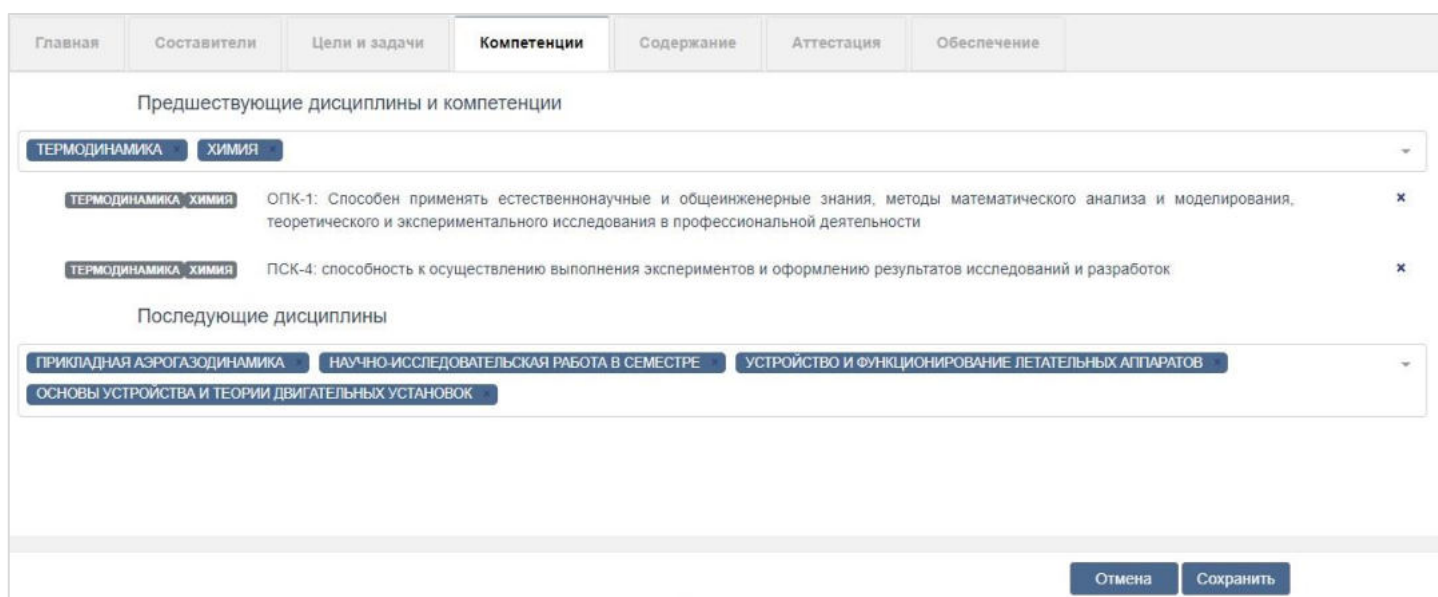 Главная Составители Цели и задачи Компетенции Содержание Аттестация Обеспечение
Предшествующие дисциплины и компетенции
ТЕРМОДИНАМИКА × ХИМИЯ ×
ТЕРМОДИНАМИКА ХИМИЯ ОПК-1: Способен применять естественнонаучные и общеинженерные знания, методы математического анализа и моделирования, ×
теоретического и экспериментального исследования в профессиональной деятельности
ТЕРМОДИНАМИКА ХИМИЯ ПСК-4: способность к осуществлению выполнения экспериментов и оформлению результатов исследований и разработок ×
Последующие дисциплины
ПРИКЛАДНАЯ АЭРОГАЗОДИНАМИКА × НАУЧНО-ИССЛЕДОВАТЕЛЬСКАЯ РАБОТА В СЕМЕСТРЕ × УСТРОЙСТВО И ФУНКЦИОНИРОВАНИЕ ЛЕТАТЕЛЬНЫХ АППАРАТОВ ×
ОСНОВЫ УСТРОЙСТВА И ТЕОРИИ ДВИГАТЕЛЬНЫХ УСТАНОВОК ×
Отмена Сохранить